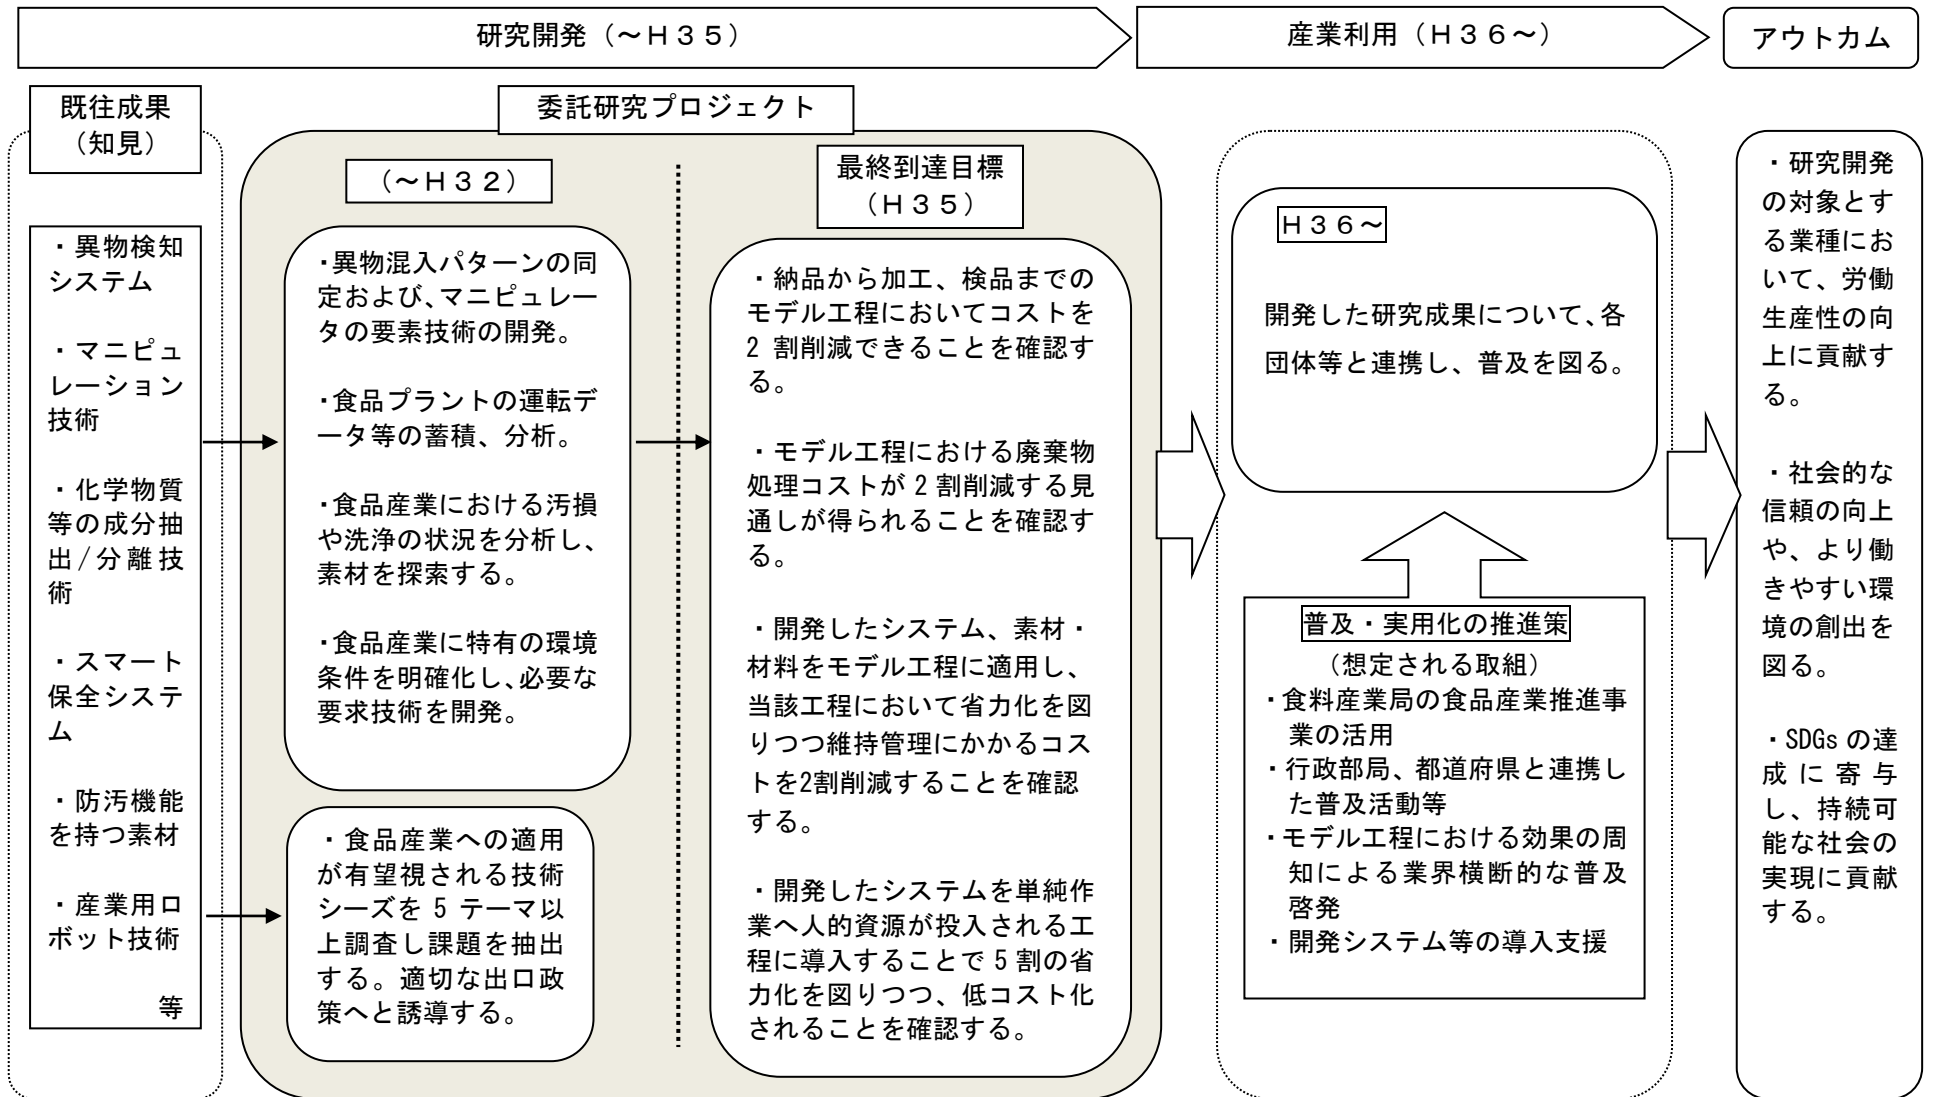 研究開発（～Ｈ３５）
産業利用（Ｈ３６～）
アウトカム
既往成果
（知見）
・異物検知
システム
・マニピュ
レーション
技術
・化学物質
等の成分抽
出/分離技
術
・スマート
保全システ
ム
・防汚機能
を持つ素材
・産業用ロ
ボット技術
等
委託研究プロジェクト
（～Ｈ３２）
・異物混入パターンの同
定および、マニピュレー
タの要素技術の開発。
・食品プラントの運転デ
ータ等の蓄積、分析。
・食品産業における汚損
や洗浄の状況を分析し、
素材を探索する。
・食品産業に特有の環境
条件を明確化し、必要な
要求技術を開発。
・食品産業への適用
が有望視される技術
シーズを 5 テーマ以
上調査し課題を抽出
する。適切な出口政
策へと誘導する。
最終到達目標
（Ｈ３５）
・納品から加工、検品までの
モデル工程においてコストを
2 割削減できることを確認す
る。
・モデル工程における廃棄物
処理コストが 2 割削減する見
通しが得られることを確認す
る。
・開発したシステム、素材・
材料をモデル工程に適用し、
当該工程において省力化を図
りつつ維持管理にかかるコス
トを2割削減することを確認
する。
・開発したシステムを単純作
業へ人的資源が投入される工
程に導入することで 5 割の省
力化を図りつつ、低コスト化
されることを確認する。
Ｈ３６～
開発した研究成果について、各
団体等と連携し、普及を図る。
普及・実用化の推進策
（想定される取組）
・食料産業局の食品産業推進事
業の活用
・行政部局、都道府県と連携し
た普及活動等
・モデル工程における効果の周
知による業界横断的な普及
啓発
・開発システム等の導入支援
・研究開発
の対象とす
る業種にお
いて、労働
生産性の向
上に貢献す
る。
・社会的な
信頼の向上
や、より働
きやすい環
境の創出を
図る。
・SDGs の達
成に寄与
し、持続可
能な社会の
実現に貢献
する。